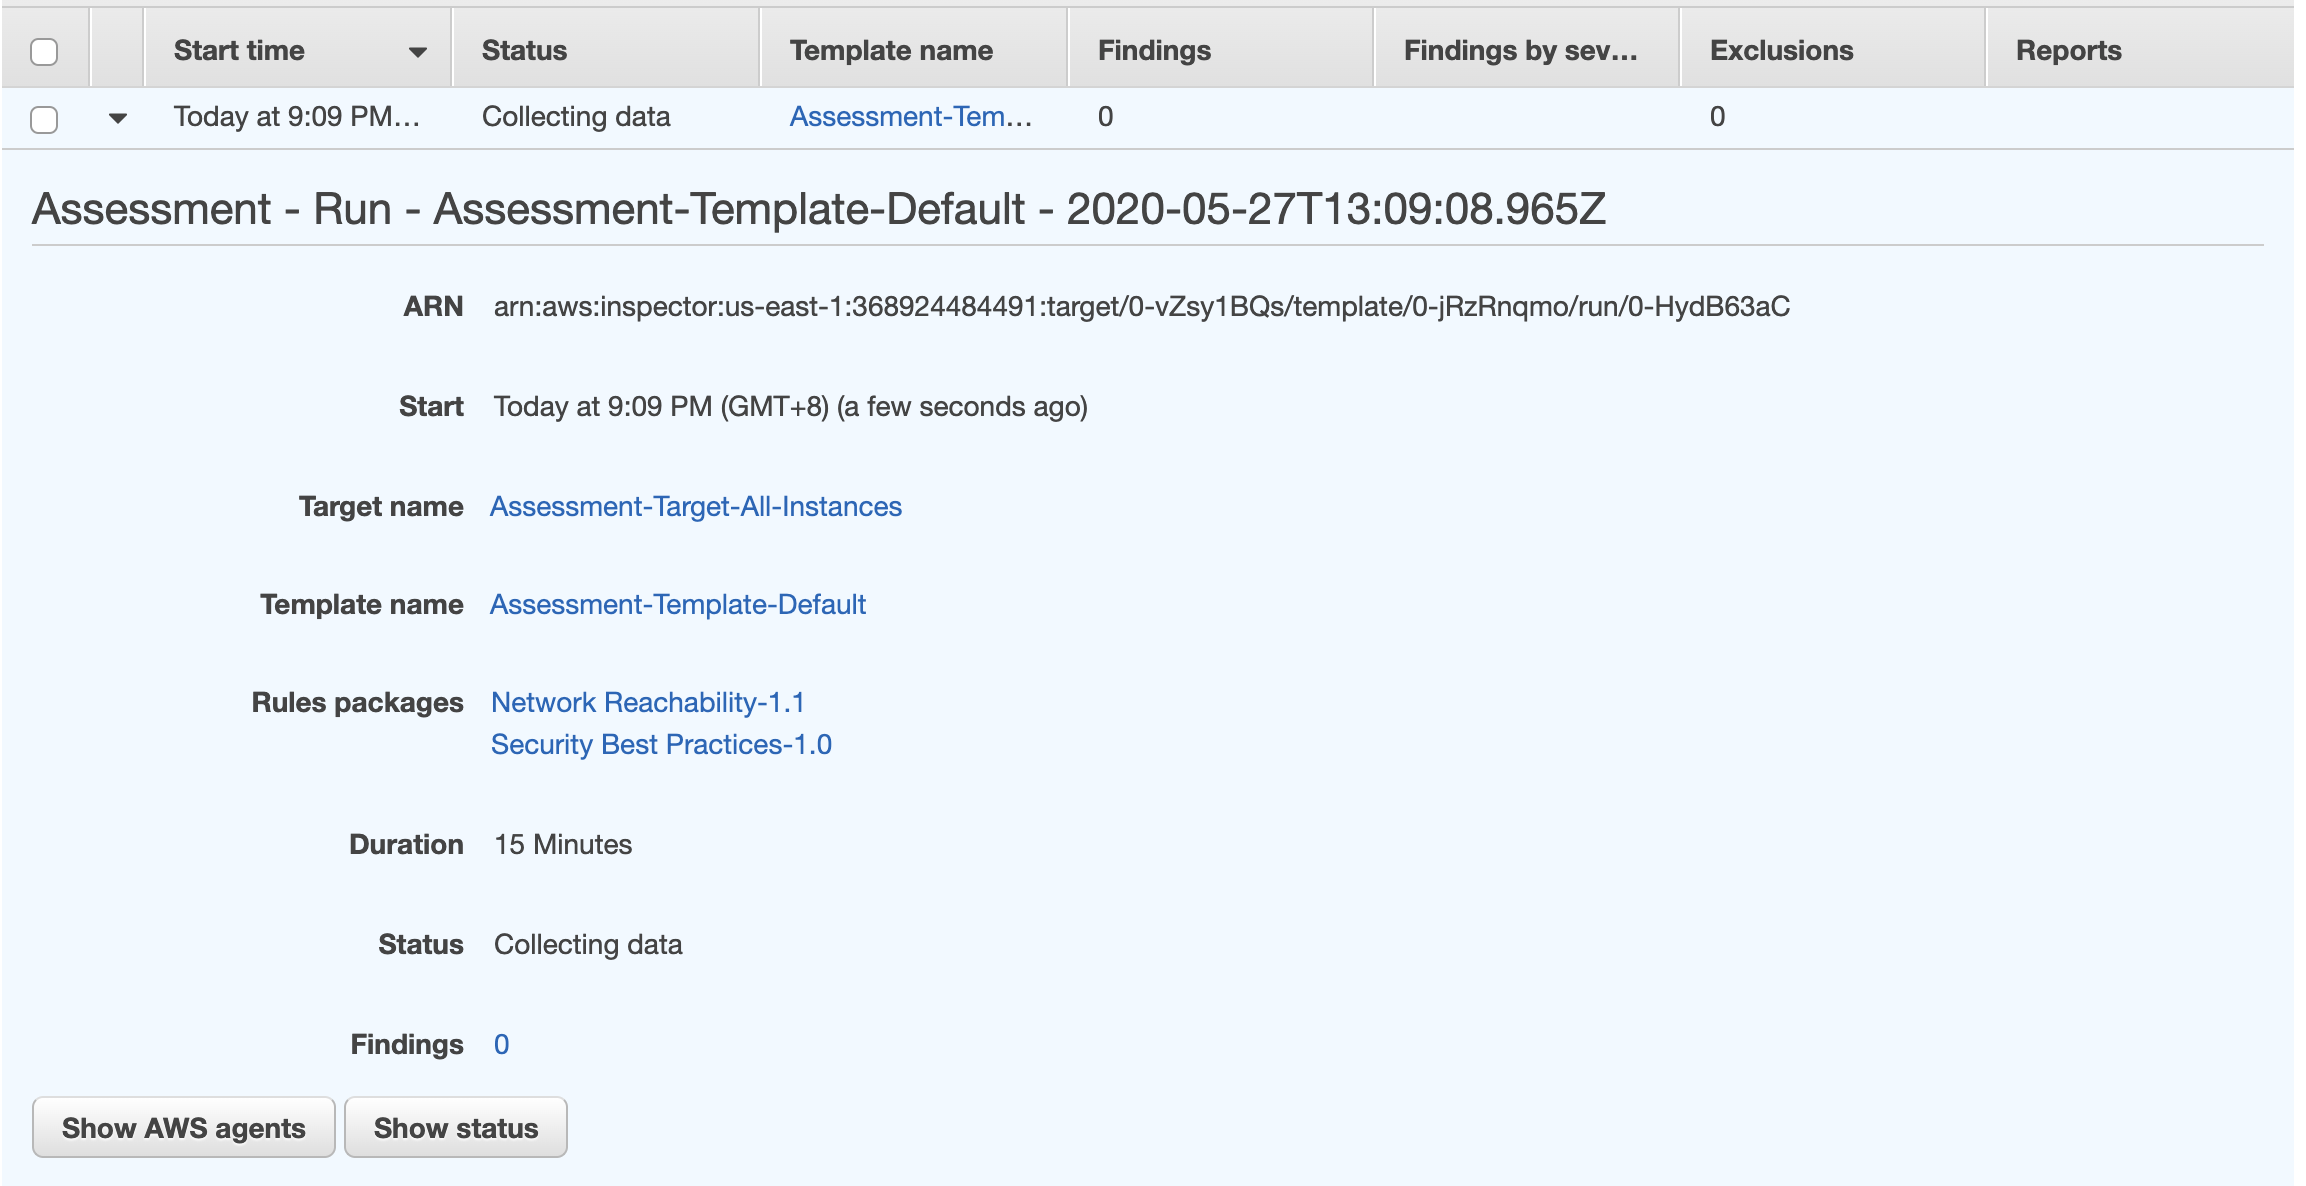 Start time Status Template name Findings Findings by sev... Exclusions Reports
Today at 9:09 PM... Collecting data Assessment-Tem... 0 0
Assessment - Run - Assessment-Template-Default - 2020-05-27T13:09:08.965Z
ARN arn:aws:inspector:us-east-1:368924484491:target/0-vZsy1BQs/template/0-jRzRnqmo/run/0-HydB63aC
Start Today at 9:09 PM (GMT+8) (a few seconds ago)
Target name Assessment-Target-All-Instances
Template name Assessment-Template-Default
Rules packages Network Reachability-1.1
Security Best Practices-1.0
Duration 15 Minutes
Status Collecting data
Findings 0
Show AWS agents Show status